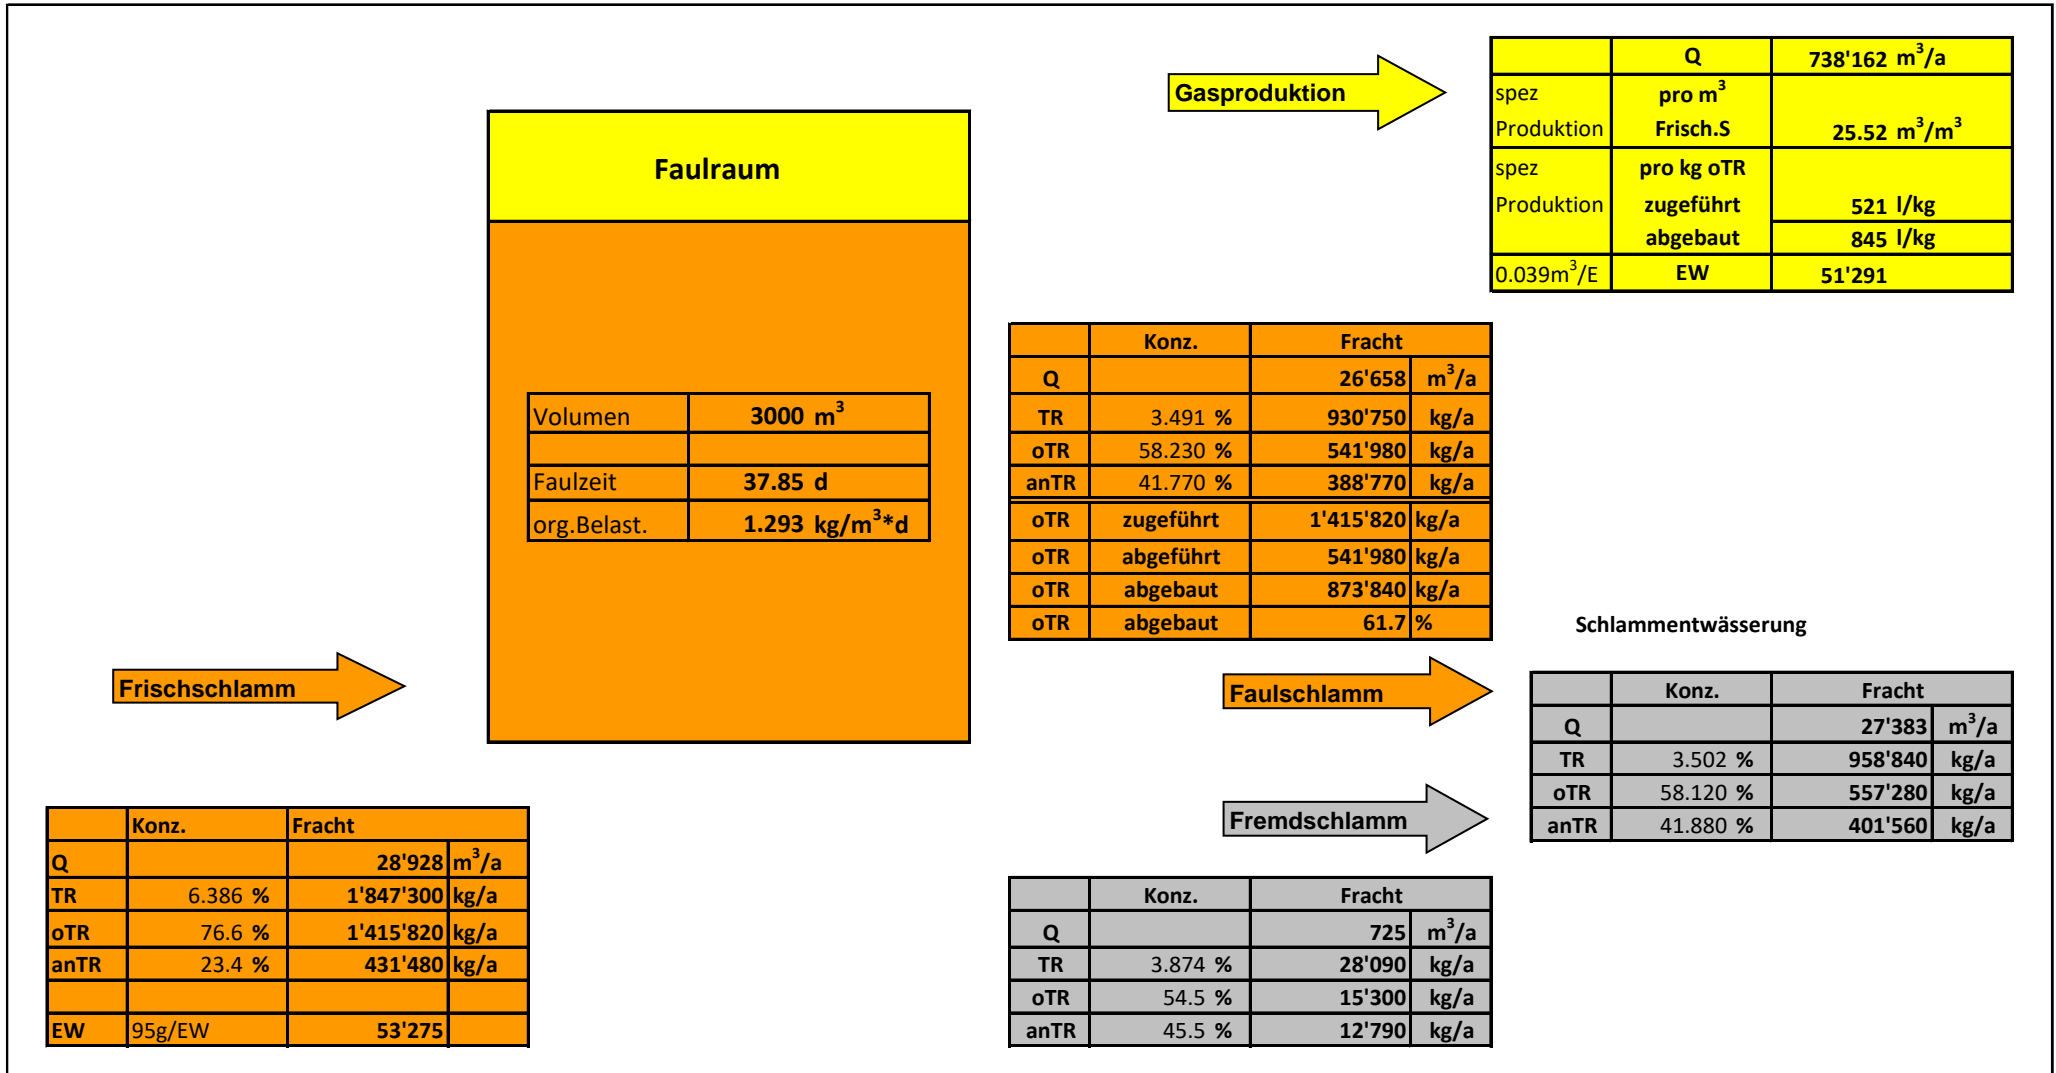 Gasproduktion
Q 738'162 m³/a
spez pro m³
Produktion Frisch.S 25.52 m³/m³
spez pro kg oTR
Produktion zugeführt 521 l/kg
abgebaut 845 l/kg
0.039m³/E EW 51'291
Faulraum
Volumen 3000 m³
Faulzeit 37.85 d
org.Belast. 1.293 kg/m³*d
Konz. Fracht
Q 26'658 m³/a
TR 3.491 % 930'750 kg/a
oTR 58.230 % 541'980 kg/a
anTR 41.770 % 388'770 kg/a
oTR zugeführt 1'415'820 kg/a
oTR abgeführt 541'980 kg/a
oTR abgebaut 873'840 kg/a
oTR abgebaut 61.7 %
Schlammentwässerung
Frischschlamm
Faulschlamm
Konz. Fracht
Q 27'383 m³/a
TR 3.502 % 958'840 kg/a
oTR 58.120 % 557'280 kg/a
anTR 41.880 % 401'560 kg/a
Fremdschlamm
Konz. Fracht
Q 28'928 m³/a
TR 6.386 % 1'847'300 kg/a
oTR 76.6 % 1'415'820 kg/a
anTR 23.4 % 431'480 kg/a
EW 95g/EW 53'275
Konz. Fracht
Q 725 m³/a
TR 3.874 % 28'090 kg/a
oTR 54.5 % 15'300 kg/a
anTR 45.5 % 12'790 kg/a